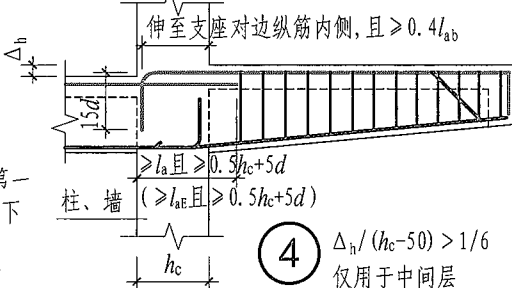 伸至支座对边纵筋内侧,且≥0.4lab
Δh
15d
≥la且≥0.5hc+5d
第一
下
柱、墙
(≥laE且≥0.5hc+5d)
hc
4
Δh/(hc-50)>1/6
仅用于中间层